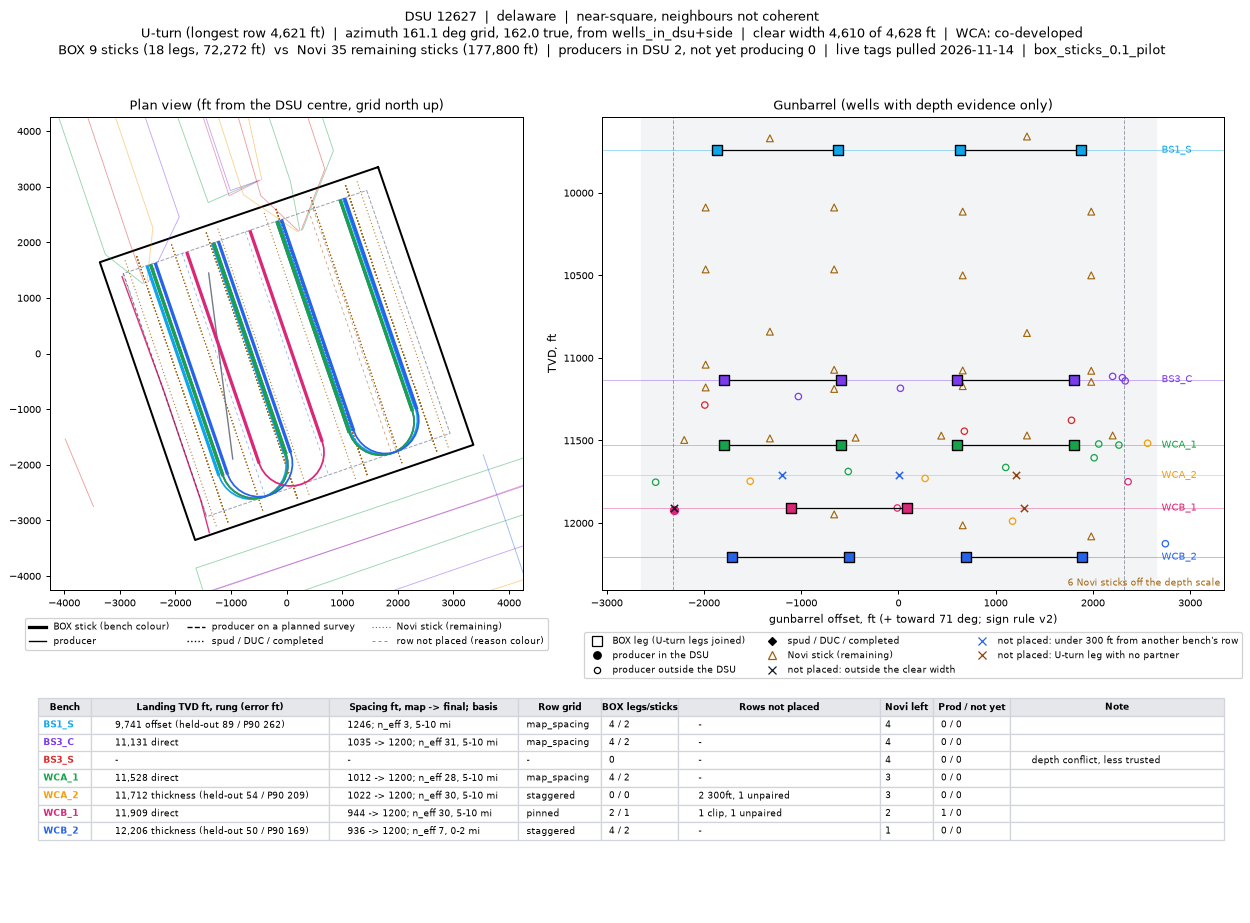 DSU 12627 | delaware | near-square, neighbours not coherent
U-turn (longest row 4,621 ft) | azimuth 161.1 deg grid, 162.0 true, from wells_in_dsu+side | clear width 4,610 of 4,628 ft | WCA: co-developed
BOX 9 sticks (18 legs, 72,272 ft) vs Novi 35 remaining sticks (177,800 ft) | producers in DSU 2, not yet producing 0 | live tags pulled 2026-11-14 | box_sticks_0.1_pilot
Plan view (ft from the DSU centre, grid north up)
4000
3000
2000
1000
0
−1000
−2000
−3000
−4000
−4000 −3000 −2000 −1000 0 1000 2000 3000 4000
BOX stick (bench colour)
producer
producer on a planned survey
spud / DUC / completed
Novi stick (remaining)
row not placed (reason colour)
Gunbarrel (wells with depth evidence only)
TVD, ft
10000
10500
11000
11500
12000
BS1_S
BS3_C
WCA_1
WCA_2
WCB_1
WCB_2
6 Novi sticks off the depth scale
−3000 −2000 −1000 0 1000 2000 3000
gunbarrel offset, ft (+ toward 71 deg; sign rule v2)
BOX leg (U-turn legs joined)
producer in the DSU
producer outside the DSU
spud / DUC / completed
Novi stick (remaining)
not placed: outside the clear width
not placed: under 300 ft from another bench's row
not placed: U-turn leg with no partner
Bench Landing TVD ft, rung (error ft) Spacing ft, map -> final; basis Row grid BOX legs/sticks Rows not placed Novi left Prod / not yet Note
BS1_S 9,741 offset (held-out 89 / P90 262) 1246; n_eff 3, 5-10 mi map_spacing 4 / 2 - 4 0 / 0
BS3_C 11,131 direct 1035 -> 1200; n_eff 31, 5-10 mi map_spacing 4 / 2 - 4 0 / 0
BS3_S - - - 0 4 0 / 0 depth conflict, less trusted
WCA_1 11,528 direct 1012 -> 1200; n_eff 28, 5-10 mi map_spacing 4 / 2 - 3 0 / 0
WCA_2 11,712 thickness (held-out 54 / P90 209) 1022 -> 1200; n_eff 30, 5-10 mi staggered 0 / 0 2 300ft, 1 unpaired 3 0 / 0
WCB_1 11,909 direct 944 -> 1200; n_eff 30, 5-10 mi pinned 2 / 1 1 clip, 1 unpaired 2 1 / 0
WCB_2 12,206 thickness (held-out 50 / P90 169) 936 -> 1200; n_eff 7, 0-2 mi staggered 4 / 2 - 1 0 / 0